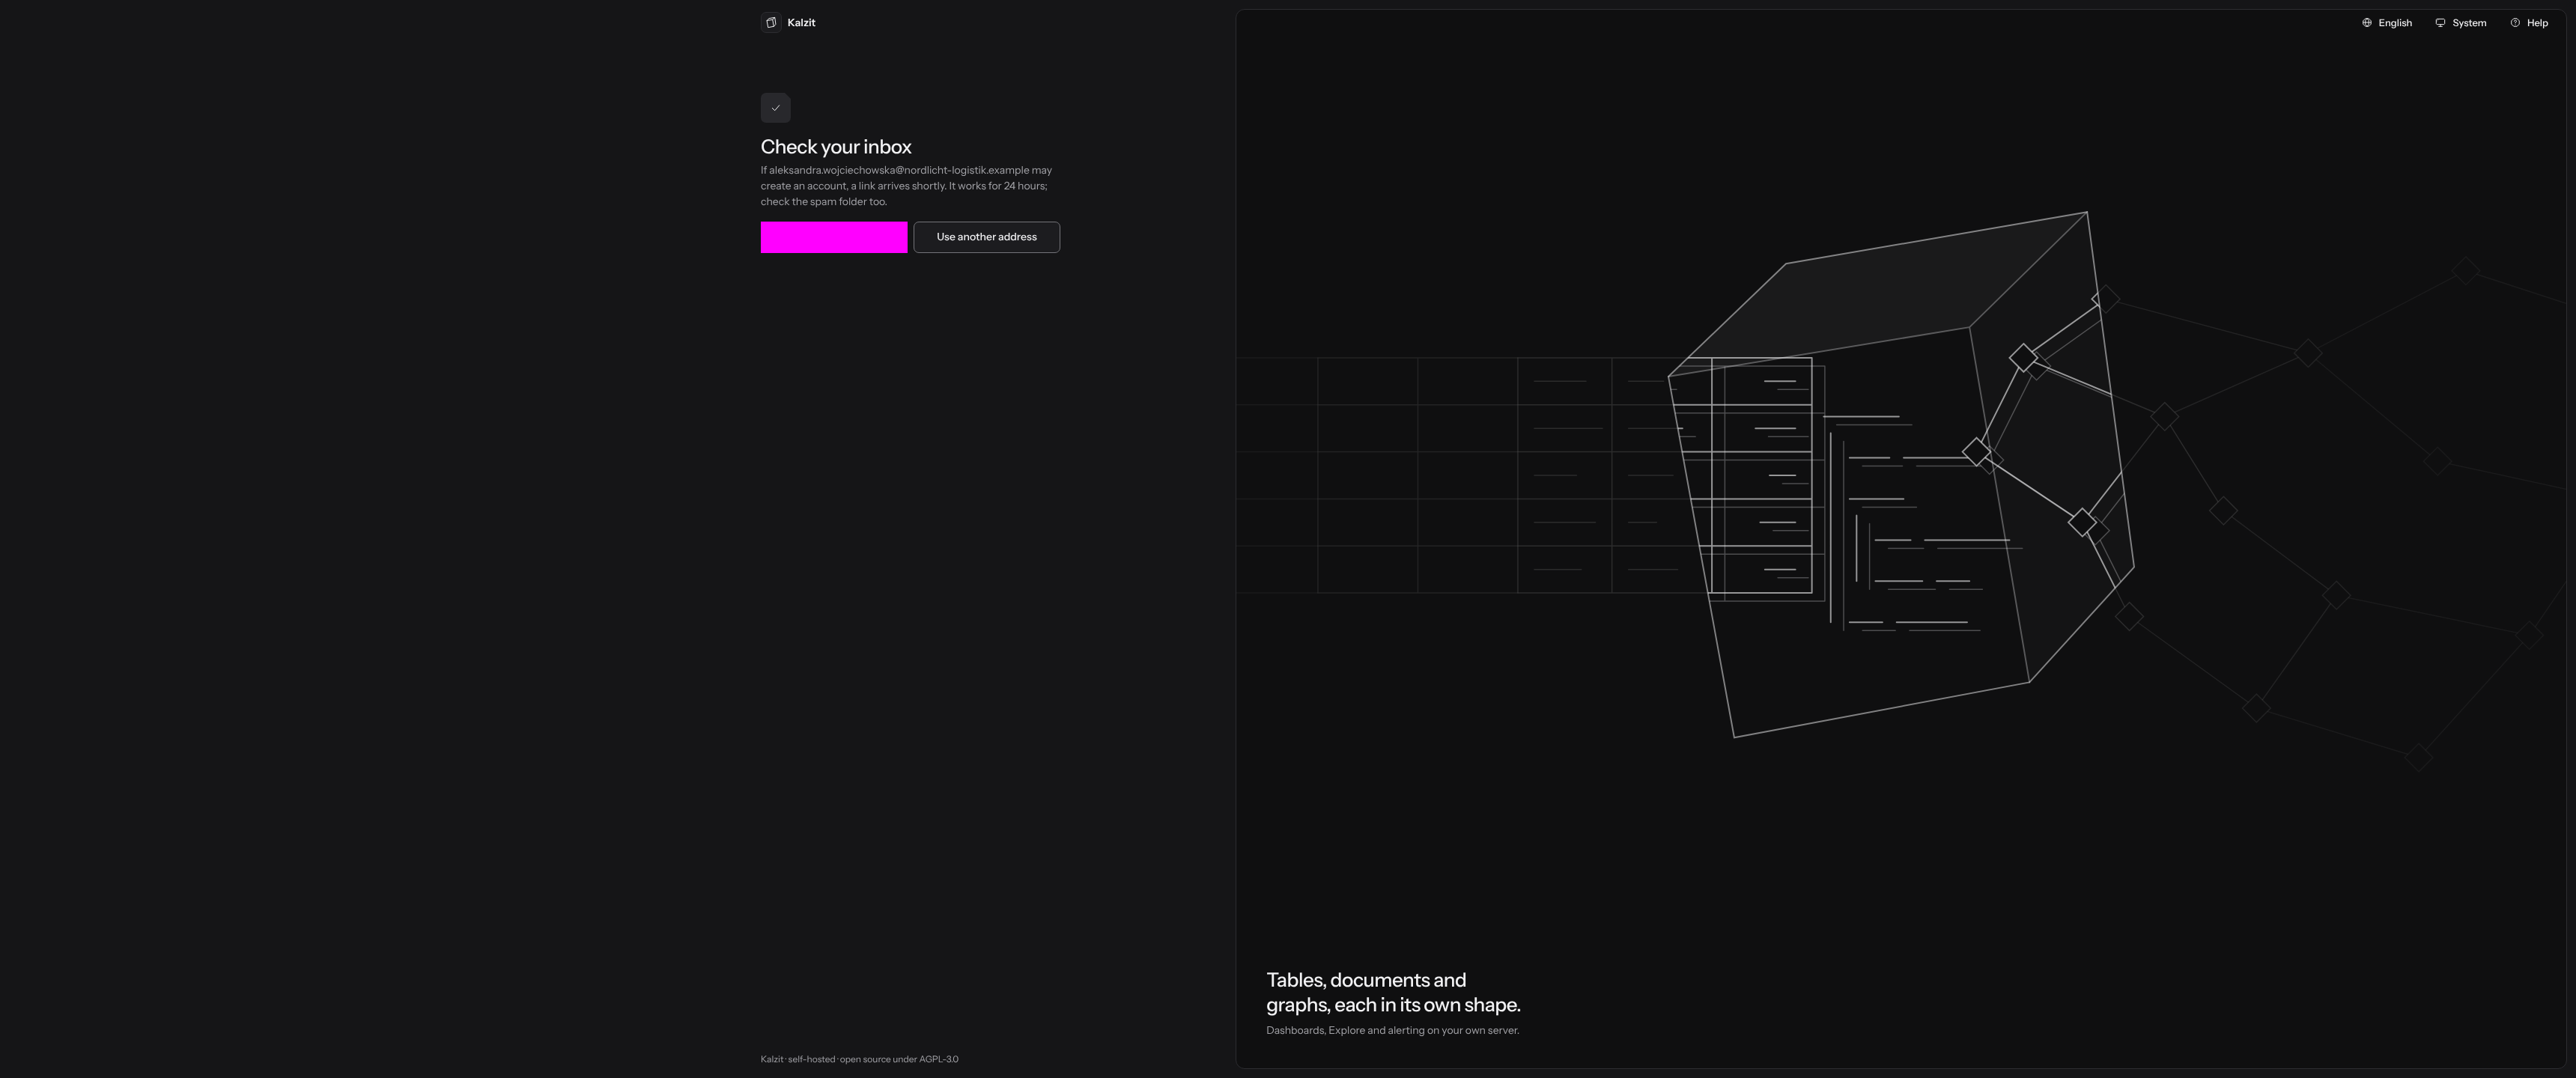 Kalzit
English
System
Help
Check your inbox
If aleksandra.wojciechowska@nordlicht-logistik.example may
create an account, a link arrives shortly. It works for 24 hours;
check the spam folder too.
Use another address
Tables, documents and
graphs, each in its own shape.
Dashboards, Explore and alerting on your own server.
Kalzit · self-hosted · open source under AGPL-3.0